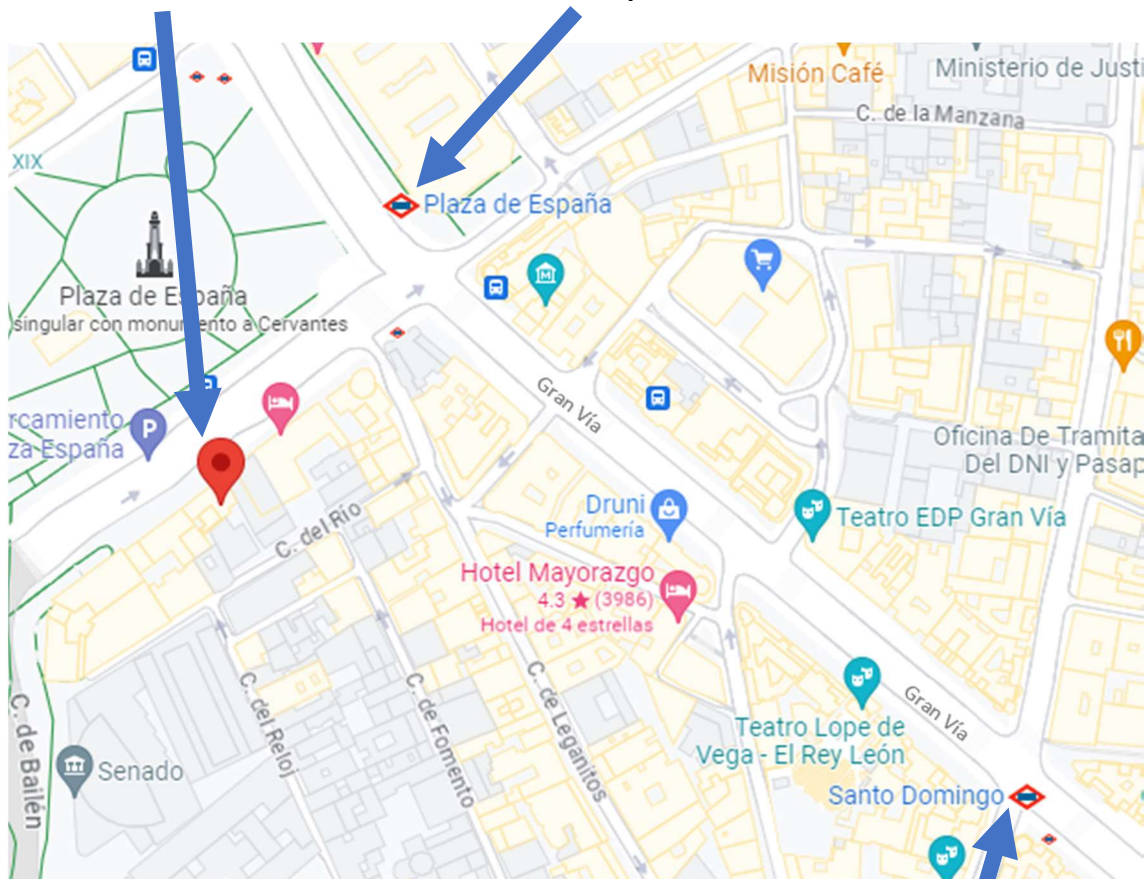 Misión Café
Ministerio de Justi
C. de la Manzana
XIX
Plaza de España
Plaza de España
singular con monumento a Cervantes
M
Gran Vía
rcamiento
za España
P
Oficina De Tramita
Del DNI y Pasap
Druni
Perfumería
Teatro EDP Gran Vía
C. del Río
Hotel Mayorazgo
4.3 ★ (3986)
Hotel de 4 estrellas
C. del Reloj
C. de Fomento
C. de Leganitos
C. de Bailén
Senado
Teatro Lope de
Vega - El Rey León
Gran Vía
Santo Domingo